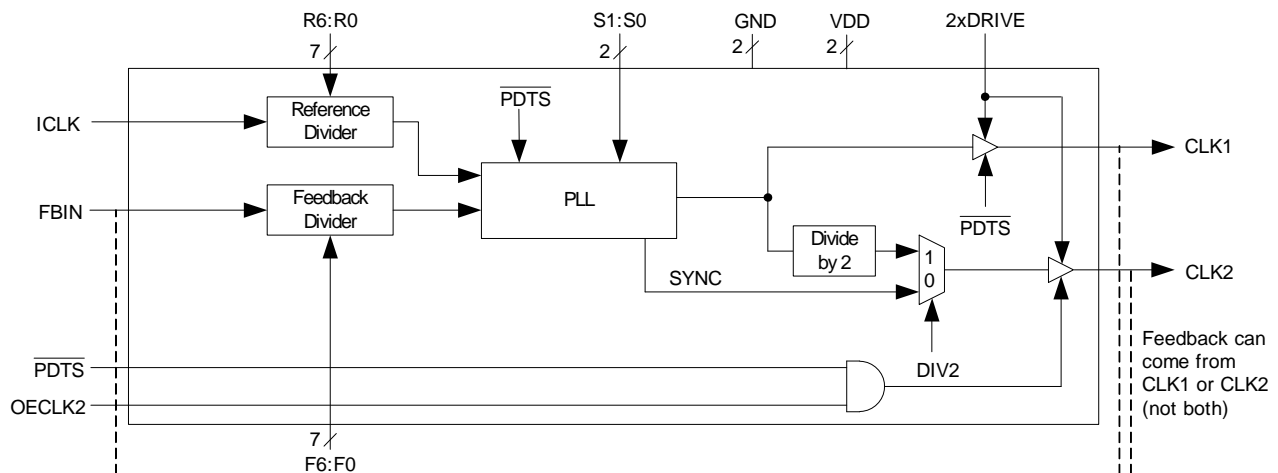 R6:R0
S1:S0
GND
VDD
2xDRIVE
7
2
2
2
ICLK
Reference
Divider
PDTS
CLK1
FBIN
Feedback
Divider
PLL
PDTS
Divide
by 2
1
0
SYNC
CLK2
DIV2
PDTS
OECLK2
Feedback can
come from
CLK1 or CLK2
(not both)
7
F6:F0